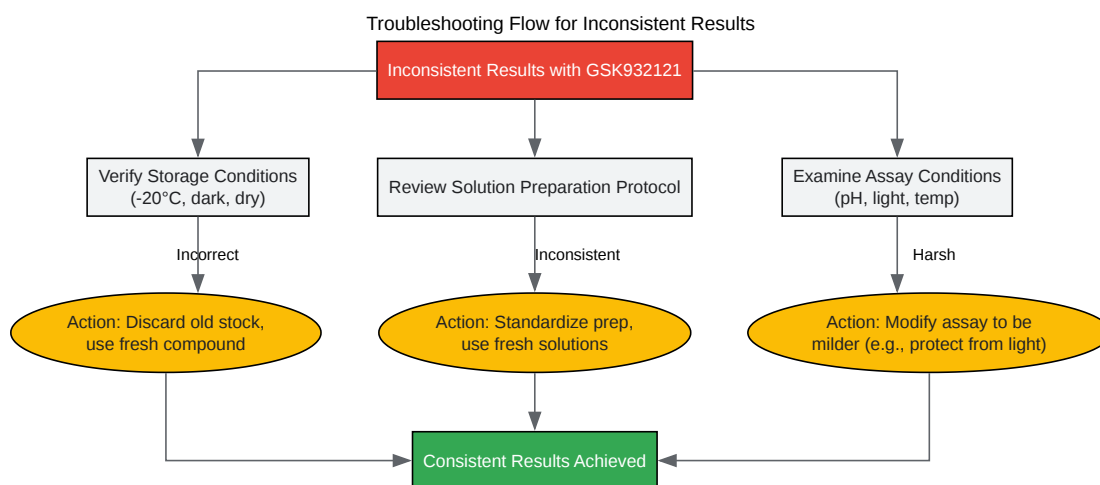 Troubleshooting Flow for Inconsistent Results
Inconsistent Results with GSK932121
Verify Storage Conditions
(-20°C, dark, dry)
Review Solution Preparation Protocol
Examine Assay Conditions
(pH, light, temp)
Incorrect
Inconsistent
Harsh
Action: Discard old stock,
use fresh compound
Action: Standardize prep,
use fresh solutions
Action: Modify assay to be
milder (e.g., protect from light)
Consistent Results Achieved